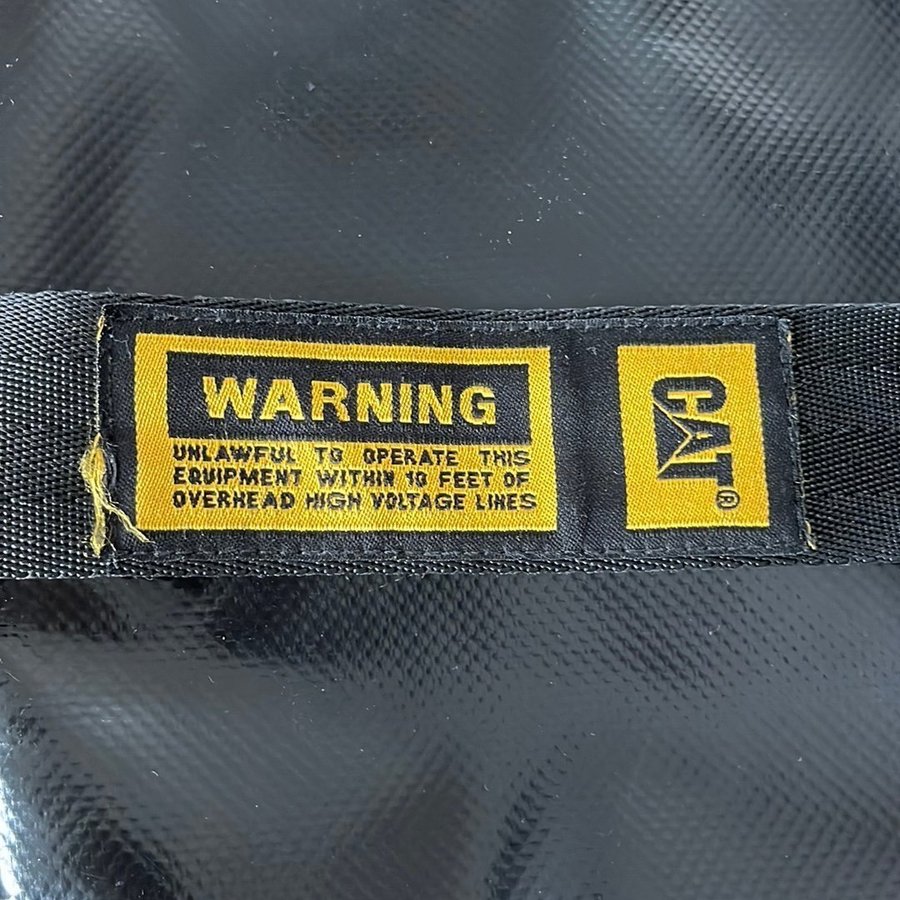 WARNING
UNLAWFUL TO OPERATE THIS
EQUIPMENT WITHIN 10 FEET OF
OVERHEAD HIGH VOLTAGE LINES
CAT®